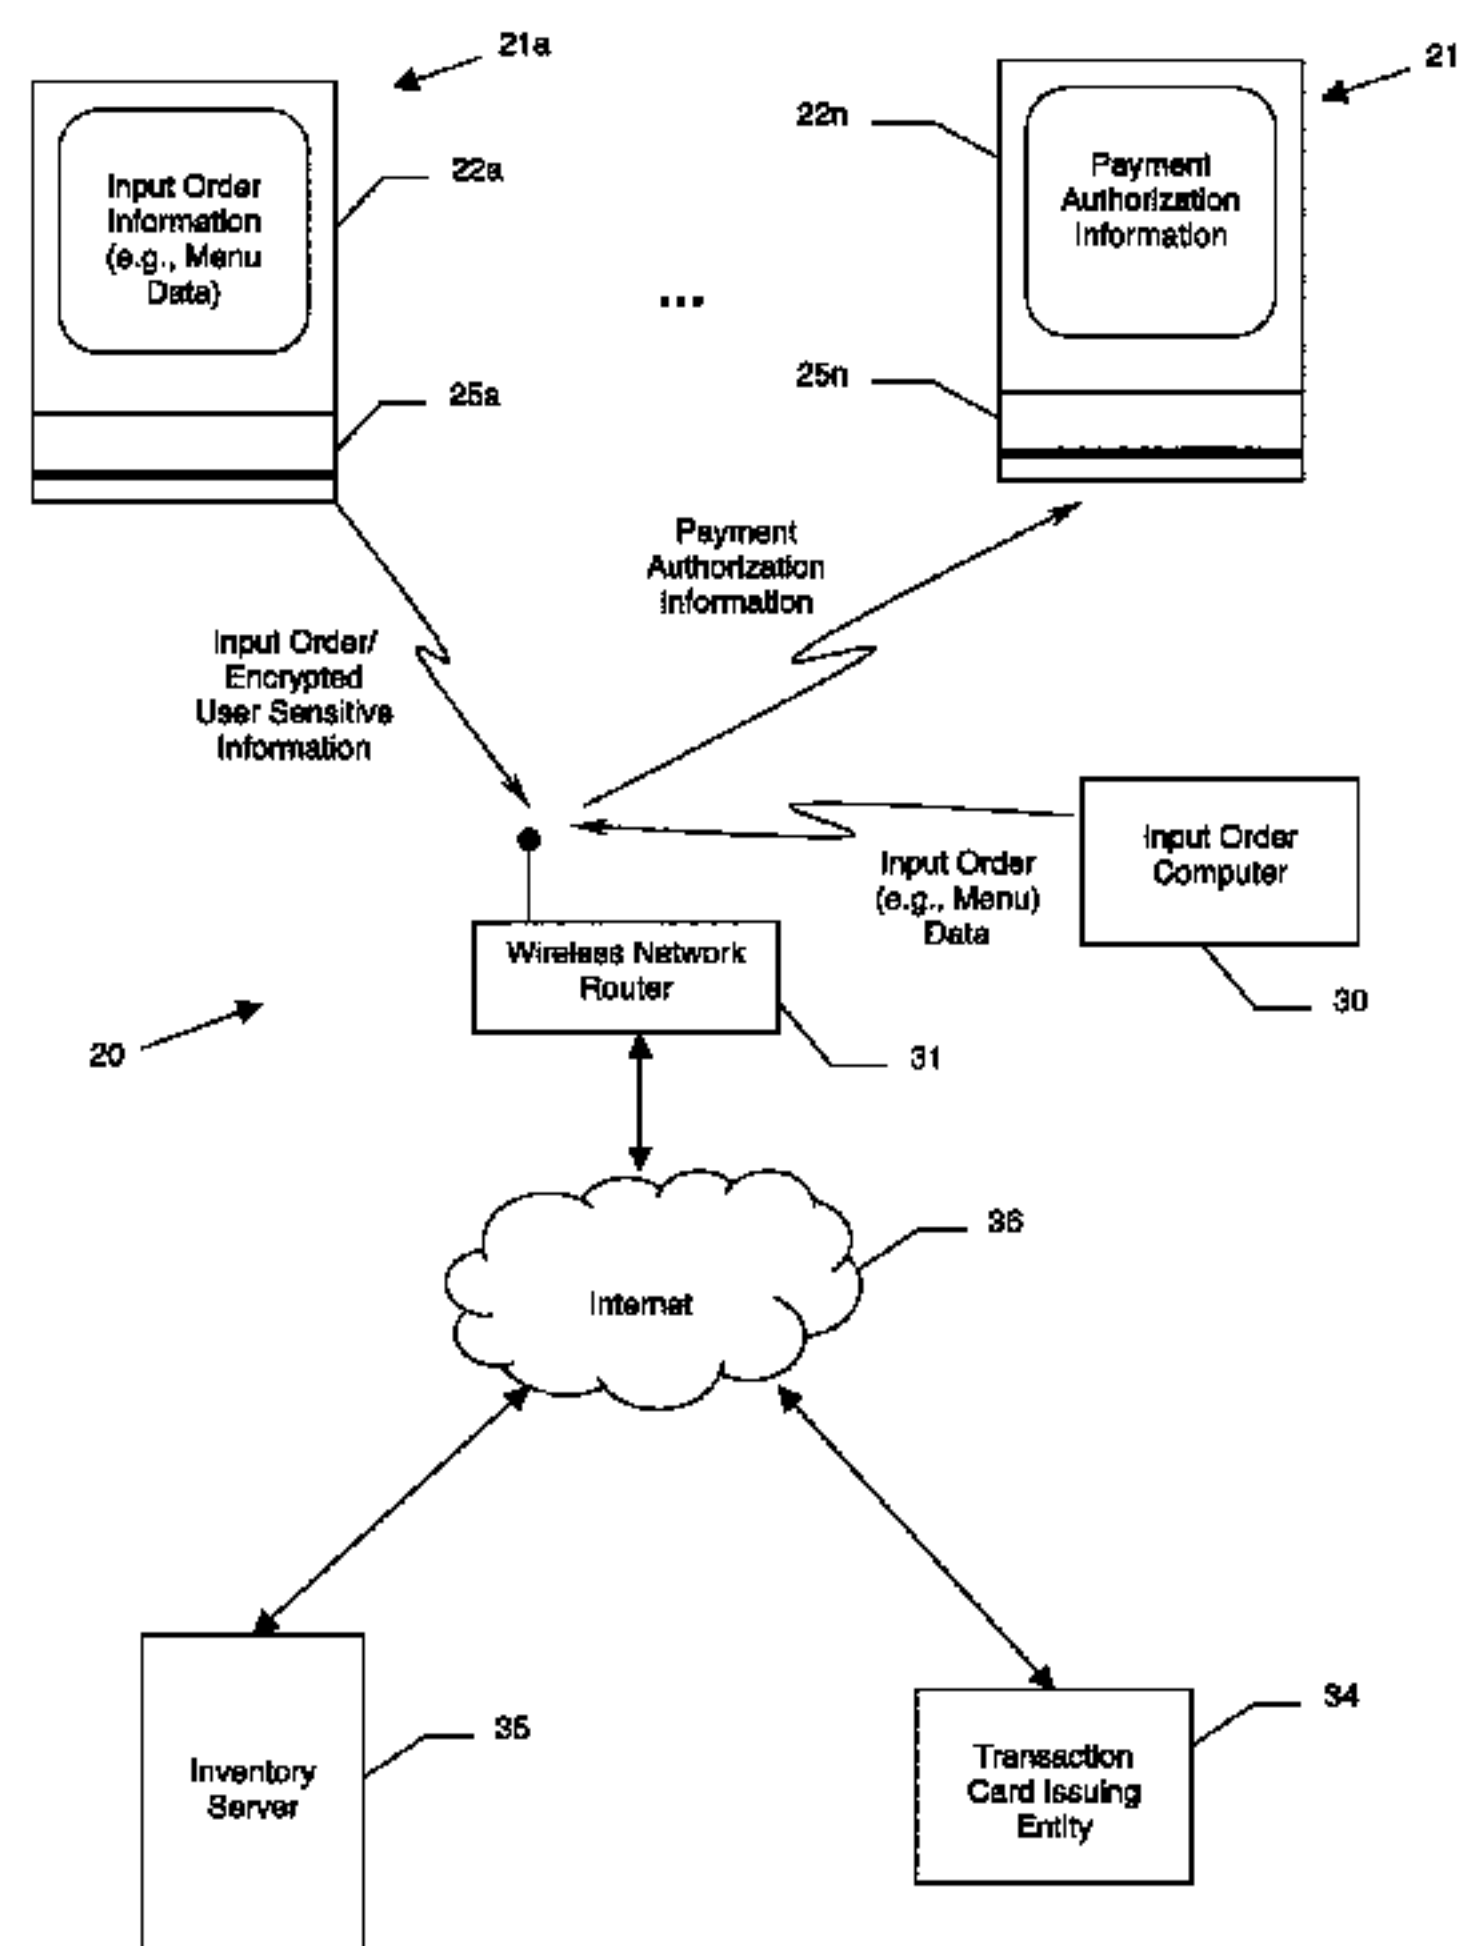 21a
21
22n
Payment
Authorization
Information
Input Order
Information
(e.g., Menu
Data)
22a
...
25n
25a
Payment
Authorization
Information
Input Order/
Encrypted
User Sensitive
Information
Input Order
Computer
Input Order
(e.g., Menu)
Data
Wireless Network
Router
30
20
31
36
Internet
35
34
Inventory
Server
Transaction
Card Issuing
Entity